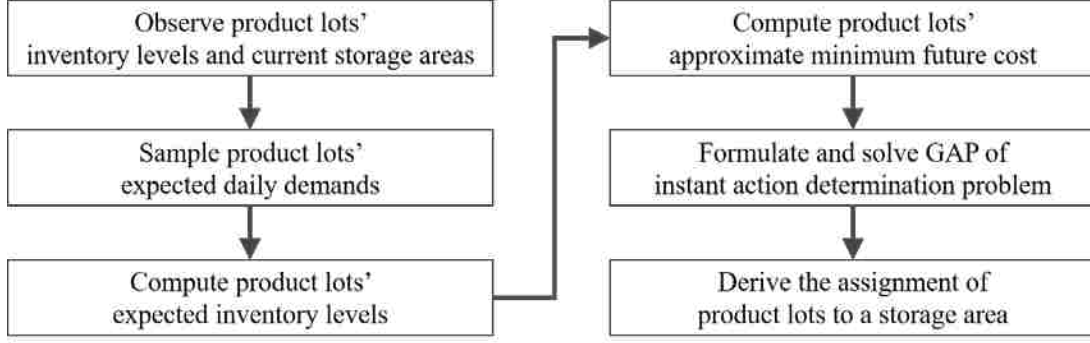 Observe product lots’
inventory levels and current storage areas
Sample product lots’
expected daily demands
Compute product lots’
expected inventory levels
Compute product lots’
approximate minimum future cost
Formulate and solve GAP of
instant action determination problem
Derive the assignment of
product lots to a storage area